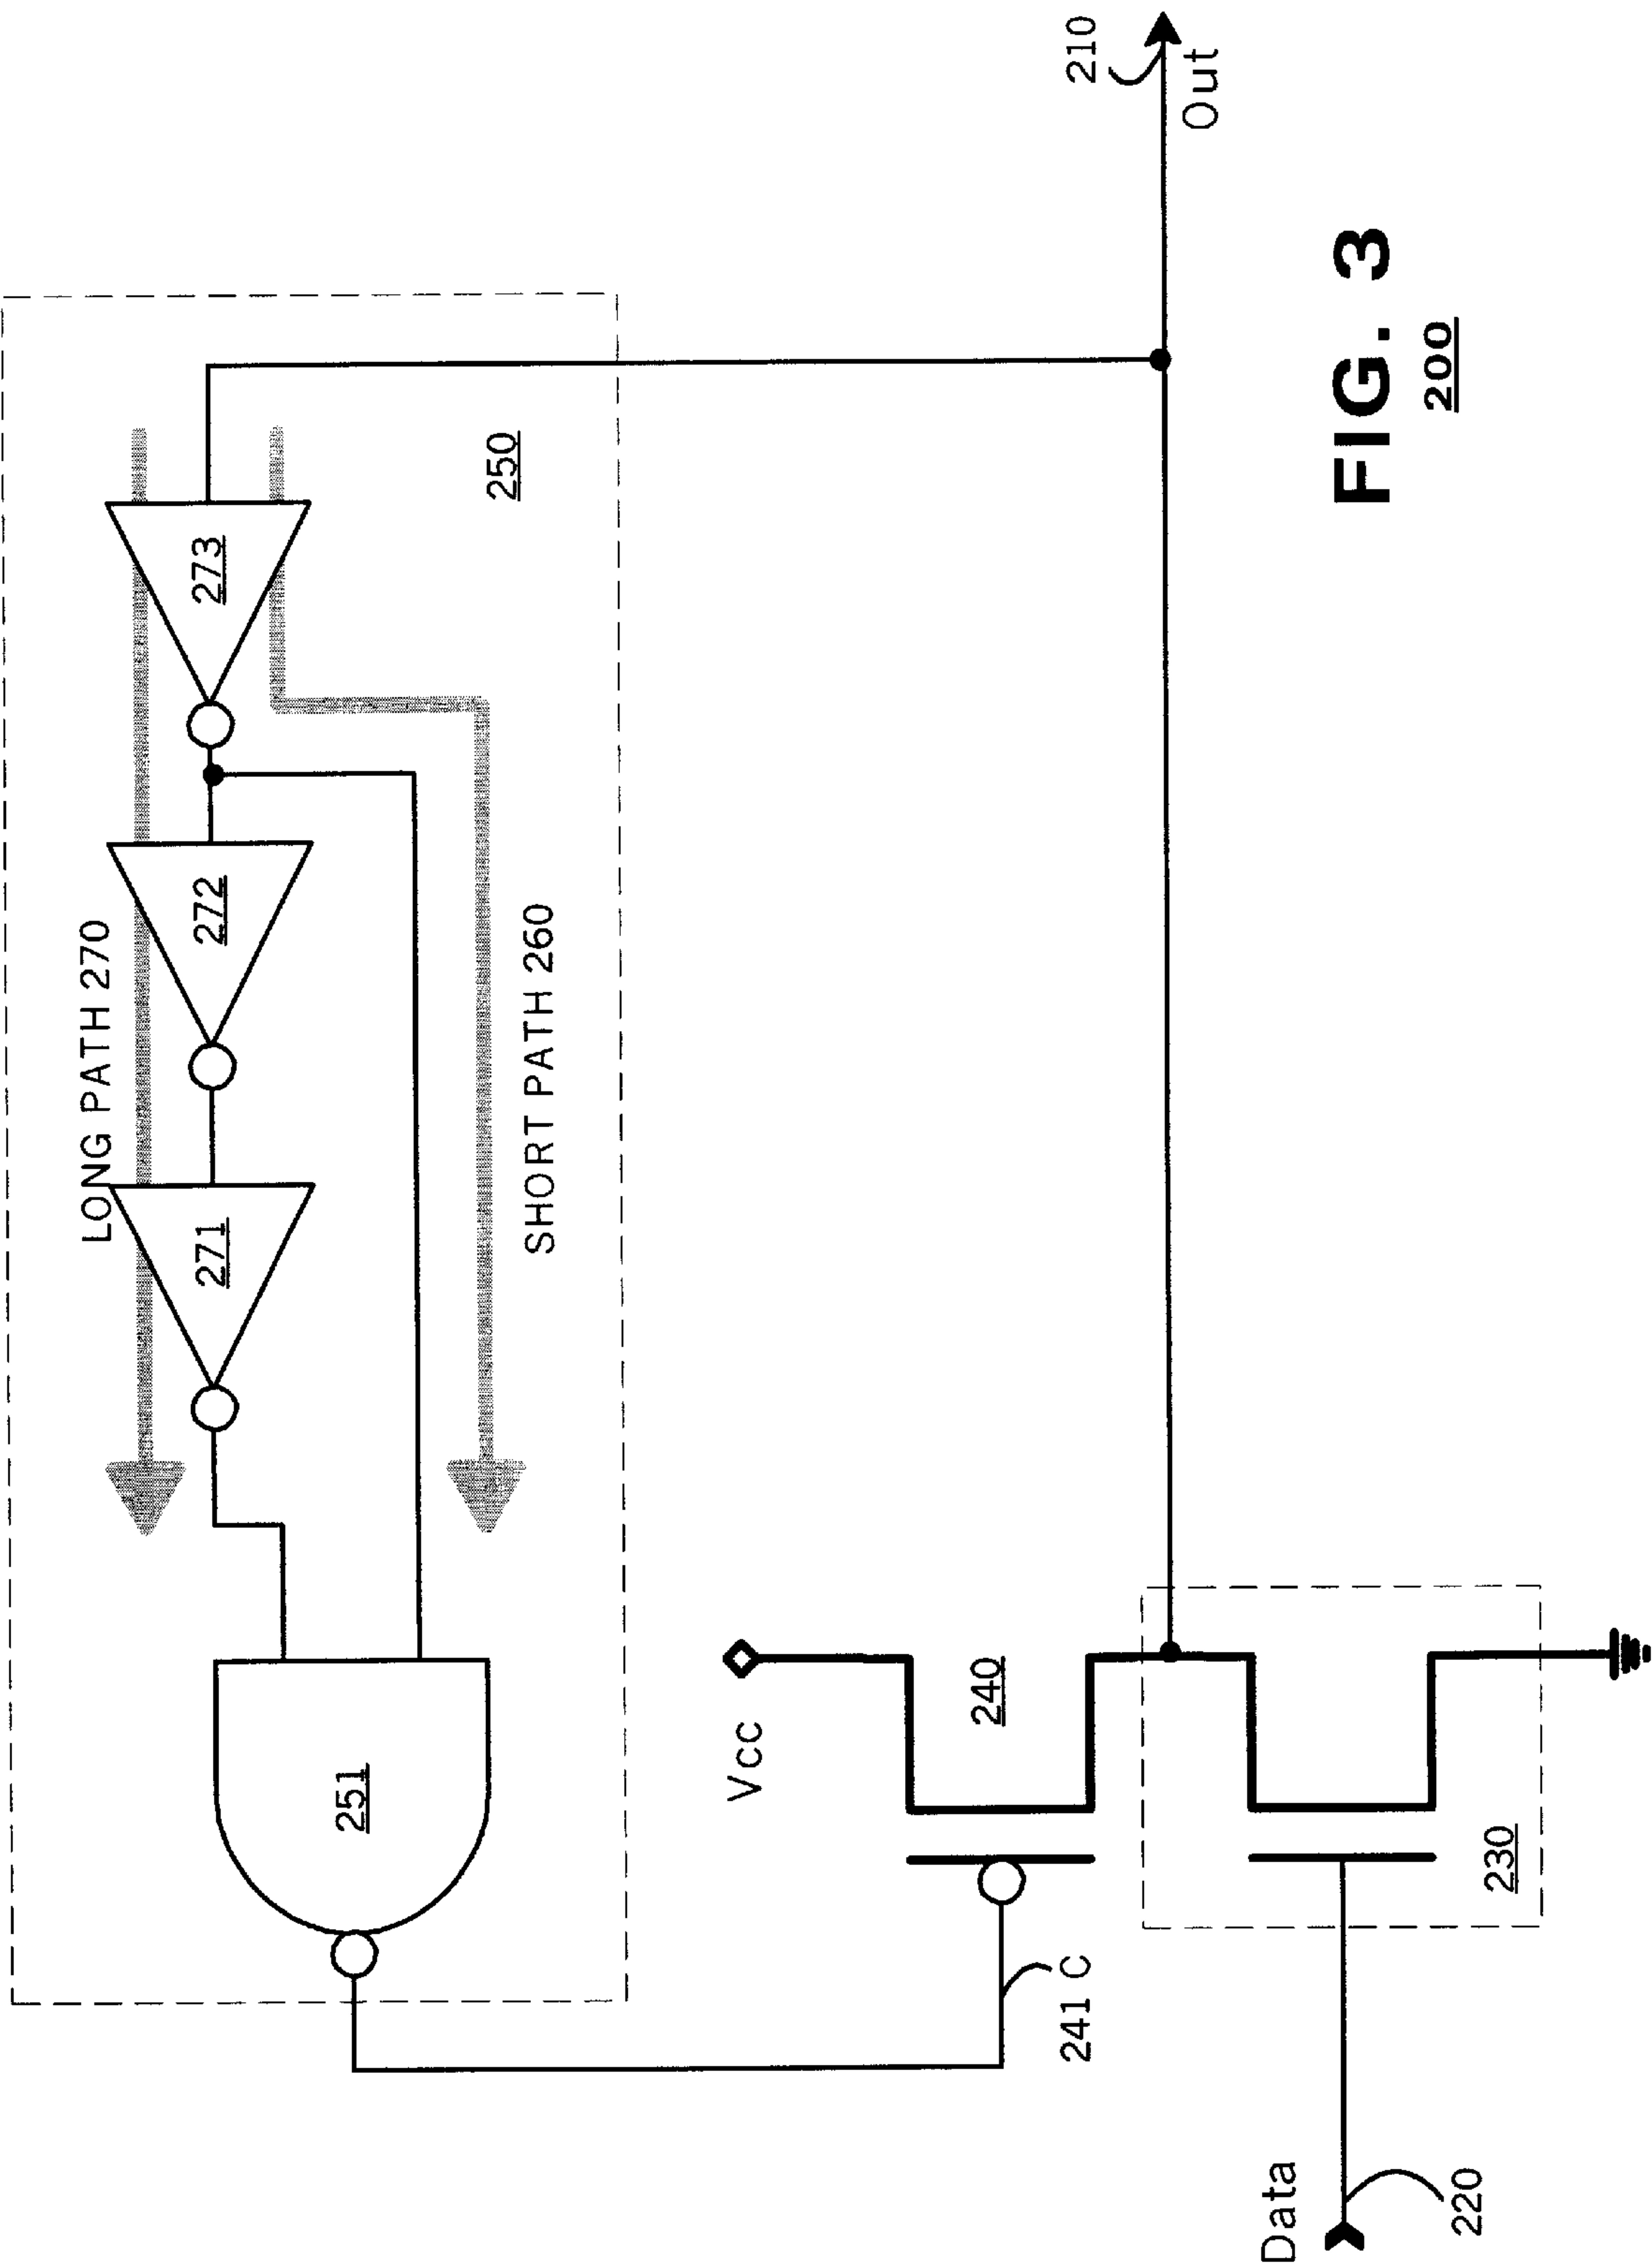 LONG PATH 270
273
272
271
251
SHORT PATH 260
250
Vcc
240
241 C
230
Data
220
210
Out
FIG. 3
200